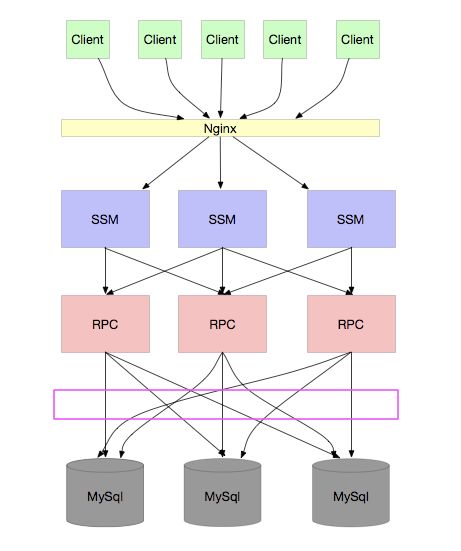 Client Client Client Client Client
Nginx
SSM SSM SSM
RPC RPC RPC
MySql MySql MySql